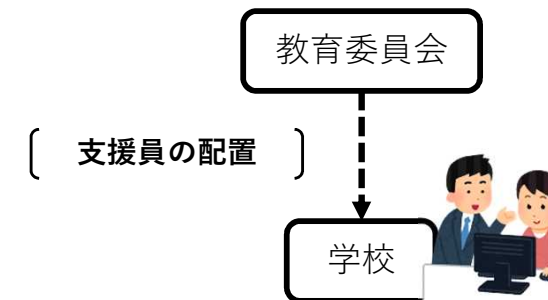 教育委員会
支援員の配置
学校